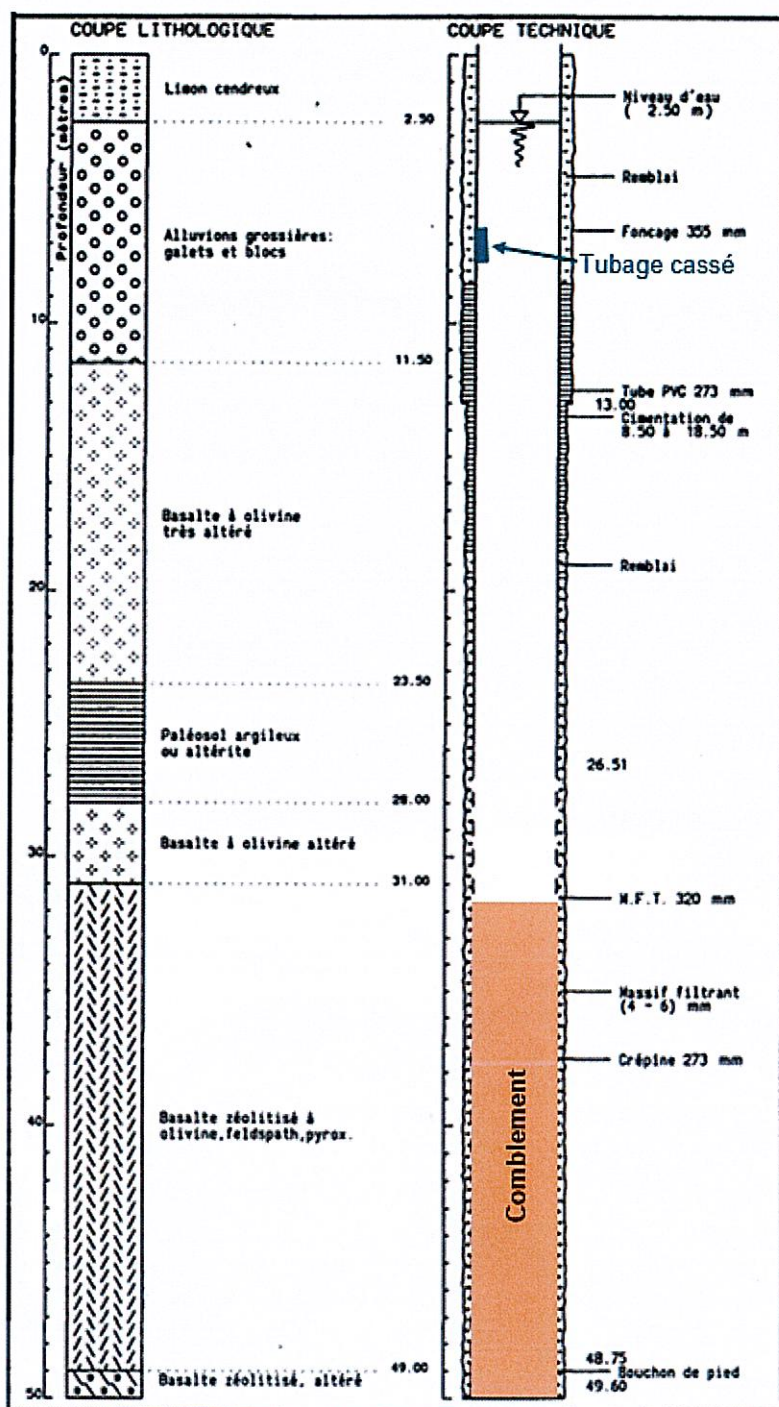 COUPE LITHOLOGIQUE
COUPE TECHNIQUE
Profondeur (mètres)
0
10
20
30
40
50
Limon cendreux
2.50
Alluvions grossières:
galets et blocs
11.50
Basalte à olivine
très altéré
23.50
Paléosol argileux
ou altérite
28.00
Basalte à olivine altéré
31.00
Basalte zéolitisé à
olivine,feldspath,pyrox.
49.00
Basalte zéolitisé, altéré
Niveau d'eau
( 2.50 m)
Remblai
Foncage 355 mm
Tubage cassé
Tube PVC 273 mm
13.00
Cimentation de
8.50 à 18.50 m
Remblai
26.51
M.F.T. 320 mm
Massif filtrant
(4 - 6) mm
Crépine 273 mm
Comblement
48.75
Bouchon de pied
49.60